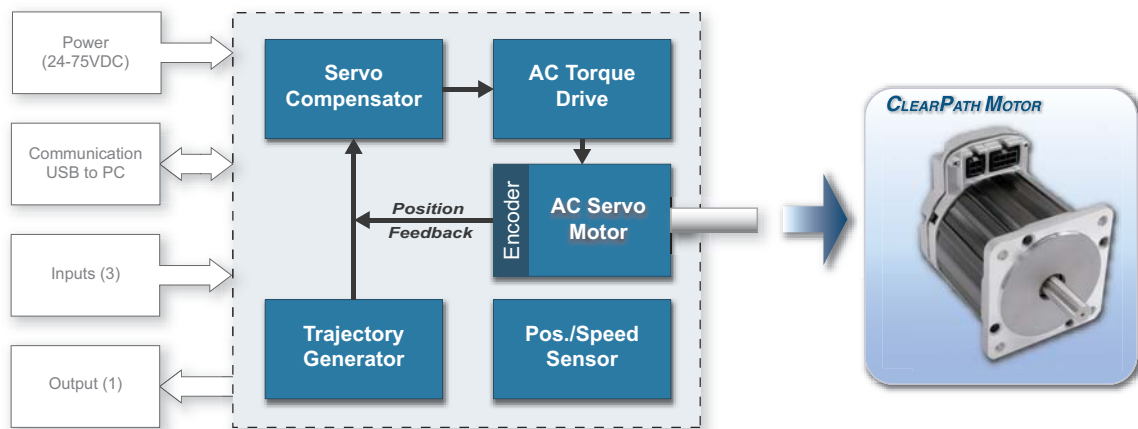 Power
(24-75VDC)
Communication
USB to PC
Inputs (3)
Output (1)
Servo
Compensator
AC Torque
Drive
Position
Feedback
Encoder
AC Servo
Motor
Trajectory
Generator
Pos./Speed
Sensor
CLEARPATH MOTOR